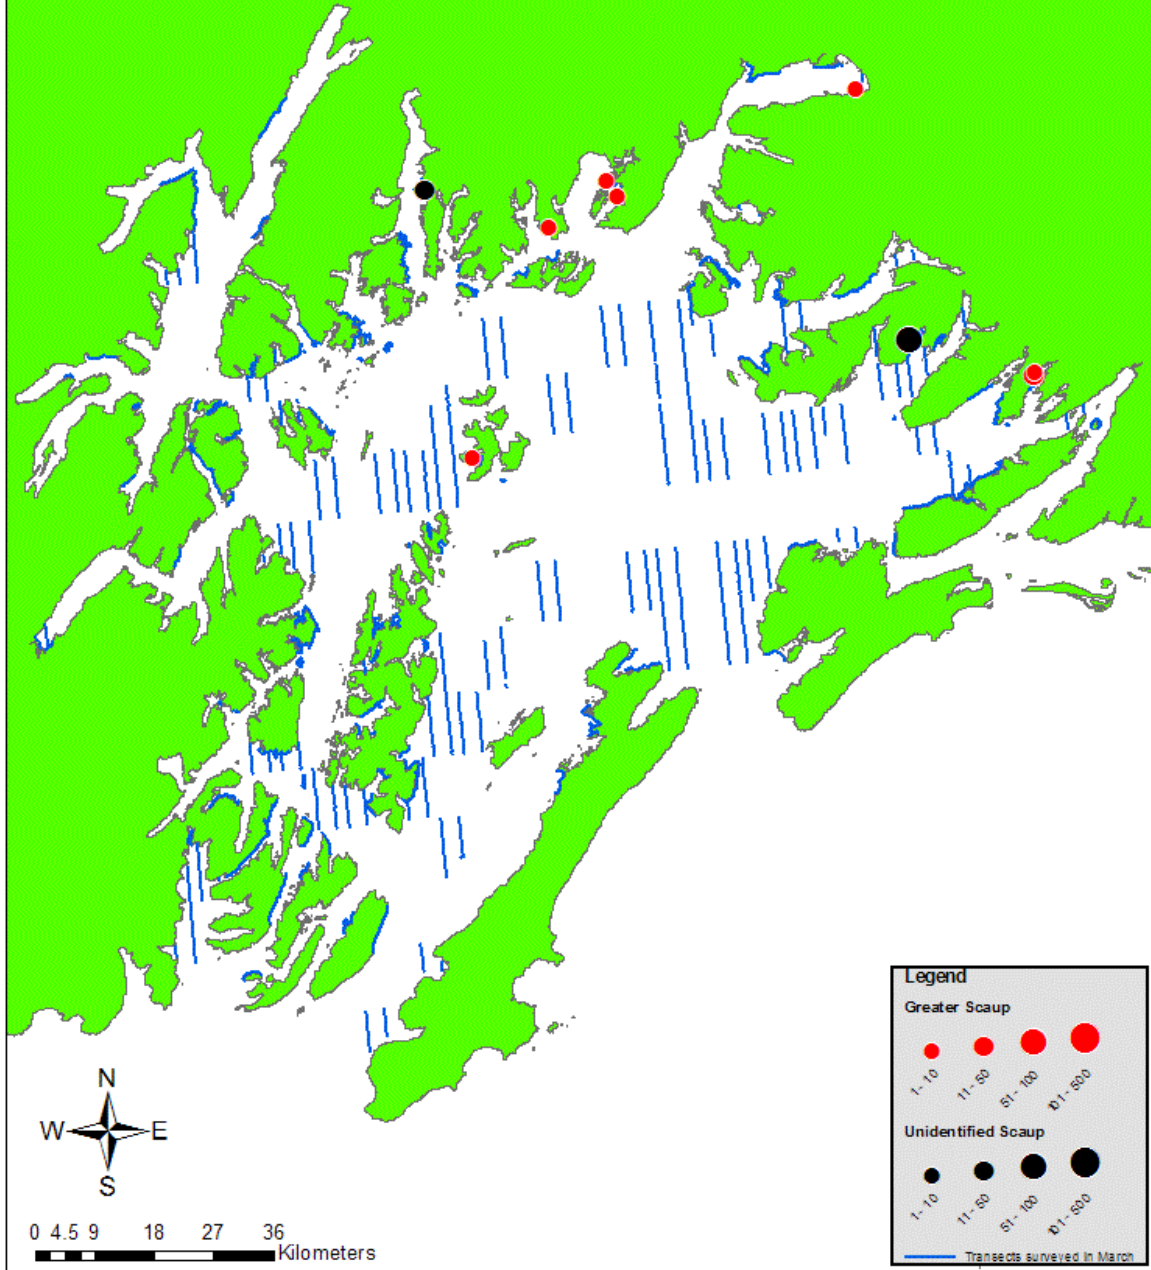 N
W E
S
0 4.5 9 18 27 36
Kilometers
Legend
Greater Scaup
1 - 10 11 - 50 51 - 100 101 - 500
Unidentified Scaup
1 - 10 11 - 50 51 - 100 101 - 500
Transects surveyed in March